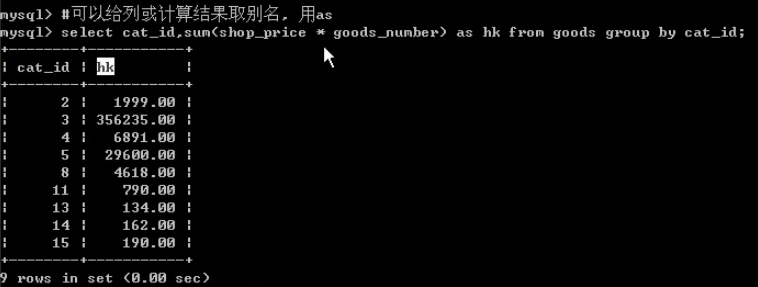 mysql> #可以给列或计算结果取别名, 用as
mysql> select cat_id,sum(shop_price * goods_number) as hk from goods group by cat_id;
+--------+-----------+
| cat_id | hk        |
+--------+-----------+
|      2 |   1999.00 |
|      3 | 356235.00 |
|      4 |   6891.00 |
|      5 |  29600.00 |
|      8 |   4618.00 |
|     11 |    790.00 |
|     13 |    134.00 |
|     14 |    162.00 |
|     15 |    190.00 |
+--------+-----------+
9 rows in set (0.00 sec)